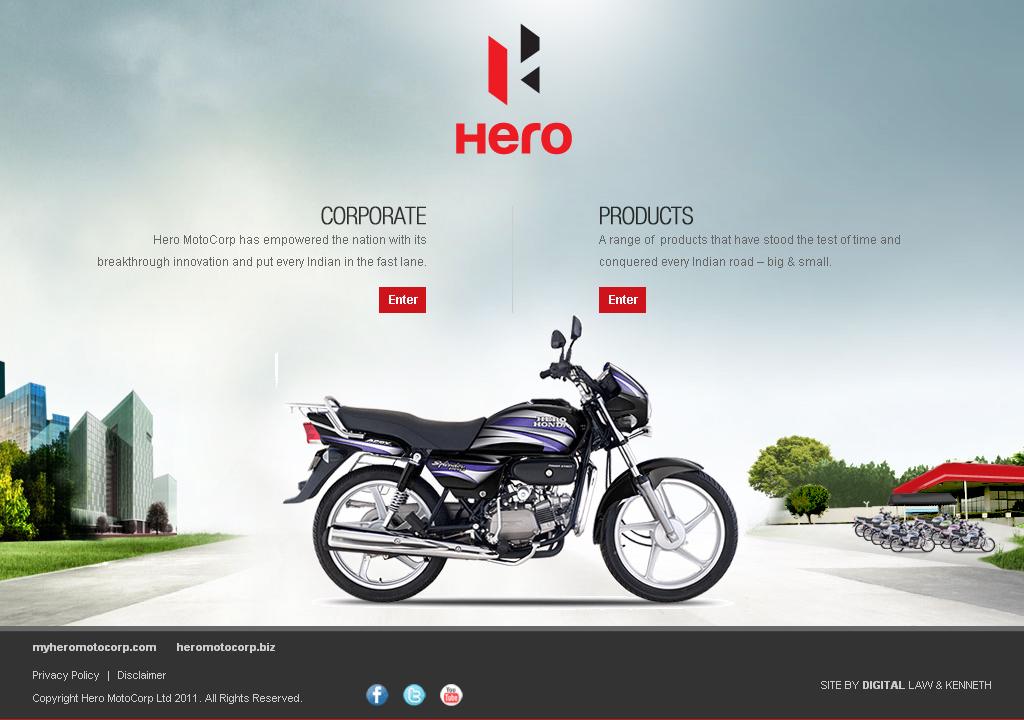 Hero
CORPORATE
Hero MotoCorp has empowered the nation with its
breakthrough innovation and put every Indian in the fast lane.
Enter
PRODUCTS
A range of products that have stood the test of time and
conquered every Indian road – big & small.
Enter
HERO
HONDA
Splendor
myheromotocorp.com heromotocorp.biz
Privacy Policy | Disclaimer
Copyright Hero MotoCorp Ltd 2011. All Rights Reserved.
You
Tube
SITE BY DIGITAL LAW & KENNETH